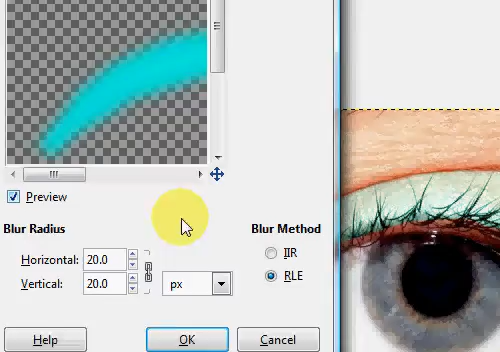 Preview
Blur Radius
Blur Method
Horizontal: 20.0
IIR
Vertical: 20.0
px
RLE
Help
OK
Cancel